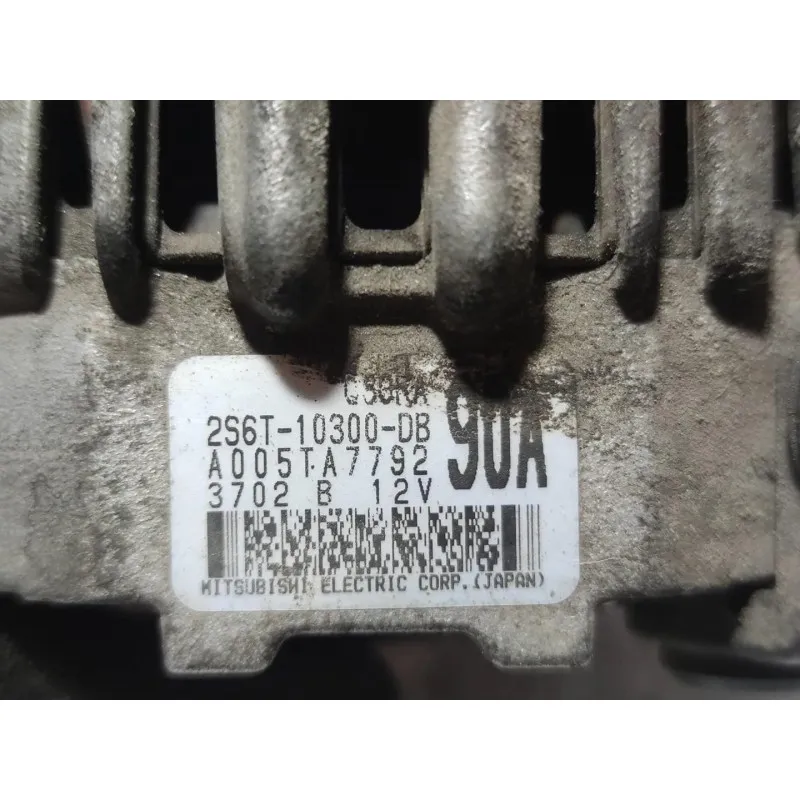 2S6T-10300-DB
90A
A005TA7792
3702 B 12V
MITSUBISHI ELECTRIC CORP.(JAPAN)